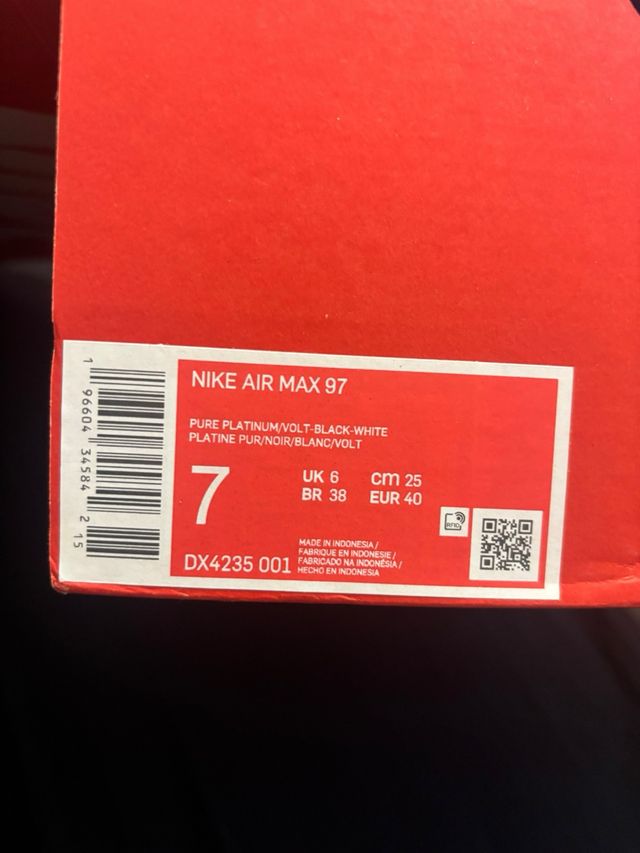 NIKE AIR MAX 97
PURE PLATINUM/VOLT-BLACK-WHITE
PLATINE PUR/NOIR/BLANC/VOLT
7
UK 6 cm 25
BR 38 EUR 40
RFID
DX4235 001
MADE IN INDONESIA /
FABRIQUE EN INDONESIE /
FABRICADO NA INDONÉSIA /
HECHO EN INDONESIA
1 96604 34584 2 15